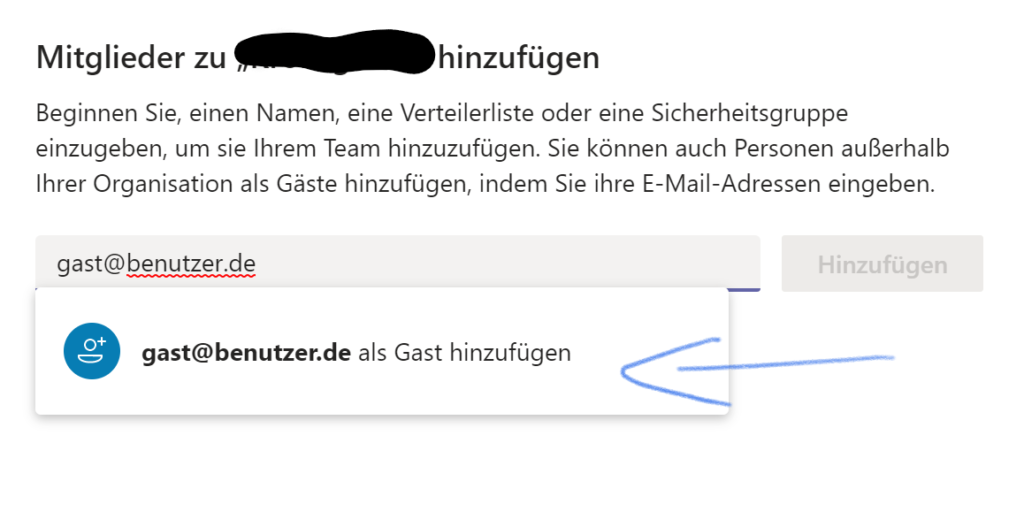 Mitglieder zu hinzufügen
Beginnen Sie, einen Namen, eine Verteilerliste oder eine Sicherheitsgruppe
einzugeben, um sie Ihrem Team hinzuzufügen. Sie können auch Personen außerhalb
Ihrer Organisation als Gäste hinzufügen, indem Sie ihre E-Mail-Adressen eingeben.
gast@benutzer.de
Hinzufügen
gast@benutzer.de als Gast hinzufügen